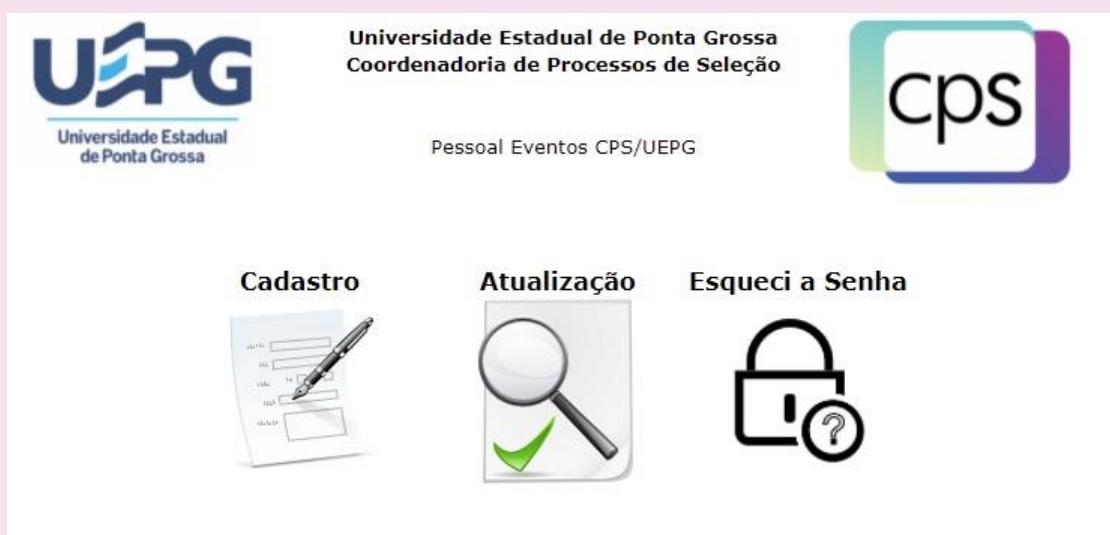 UEPG
Universidade Estadual
de Ponta Grossa
Universidade Estadual de Ponta Grossa
Coordenadoria de Processos de Seleção
Pessoal Eventos CPS/UEPG
cps
Cadastro
Atualização
Esqueci a Senha
?